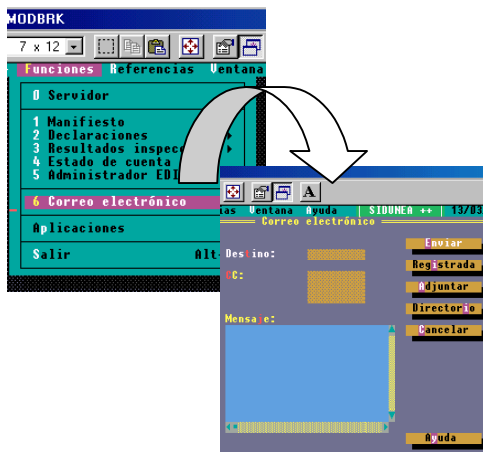 MODBRK
7 x 12
Funciones Referencias Ventana
0 Servidor
1 Manifiesto
2 Declaraciones
3 Resultados inspecc
4 Estado de cuenta
5 Administrador EDI
6 Correo electrónico
Aplicaciones
Salir Alt-
A
ias Ventana Ayuda SIDUNEA ++ 13/03
Correo electrónico
Destino:
CC:
Mensaje:
Enviar
Registrada
Adjuntar
Directorio
Cancelar
Ayuda